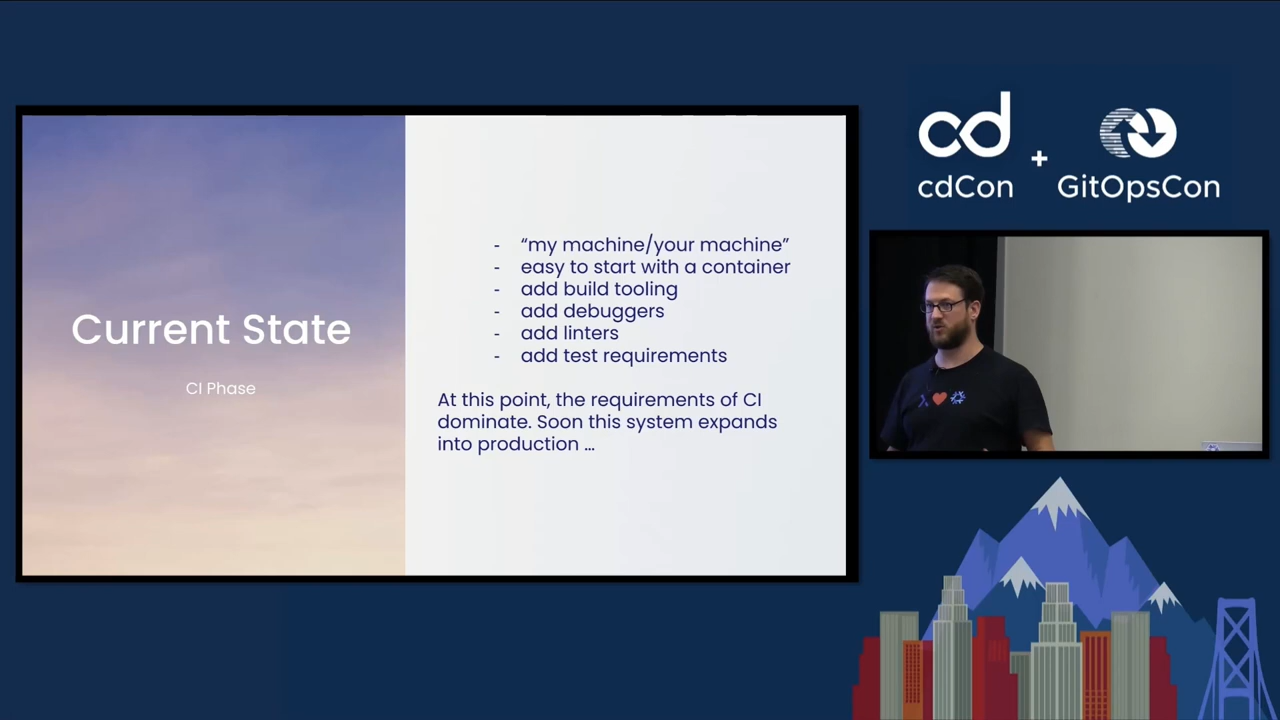 Current State
CI Phase
- “my machine/your machine”
- easy to start with a container
- add build tooling
- add debuggers
- add linters
- add test requirements
At this point, the requirements of CI
dominate. Soon this system expands
into production ...
cd
cdCon
+
GitOpsCon